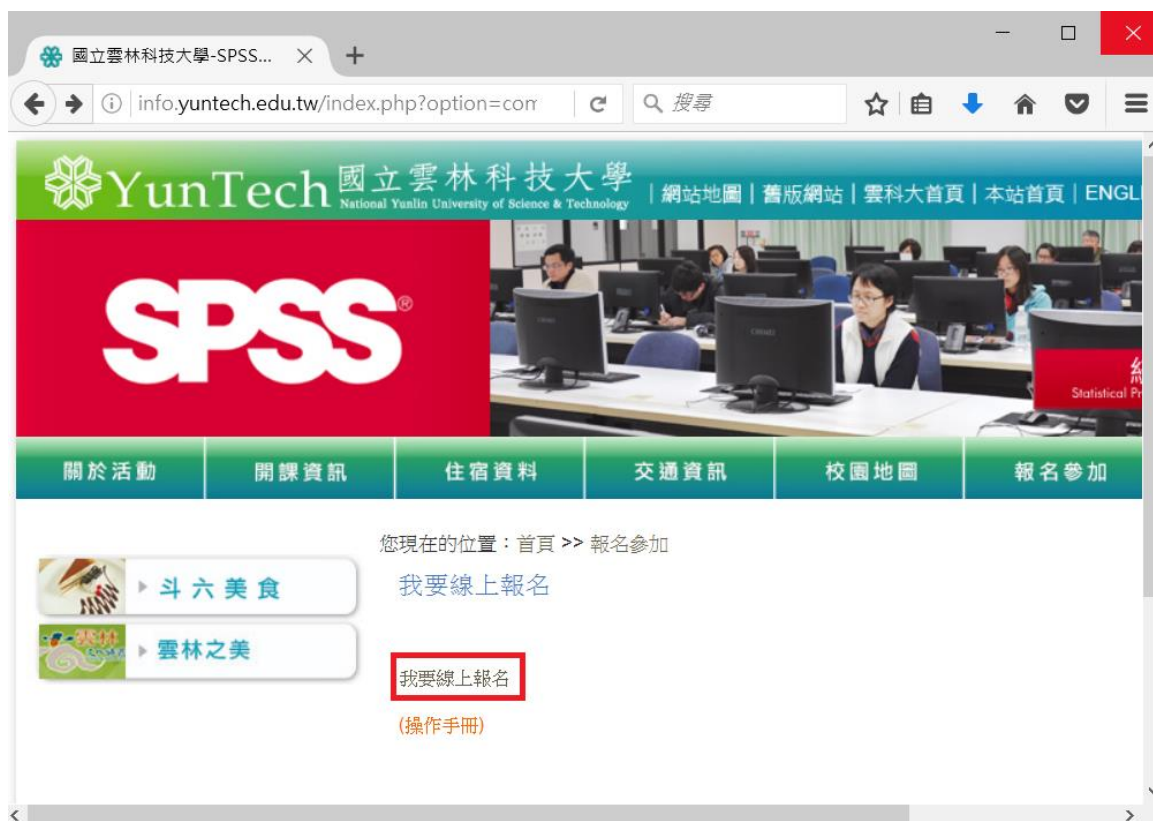 國立雲林科技大學-SPSS...
info.yuntech.edu.tw/index.php?option=com
搜尋
YunTech 國立雲林科技大學
National Yunlin University of Science & Technology
| 網站地圖 | 舊版網站 | 雲科大首頁 | 本站首頁 | ENGL
SPSS®
Statistical Pr
關於活動 開課資訊 住宿資料 交通資訊 校園地圖 報名參加
您現在的位置：首頁 >> 報名參加
我要線上報名
斗六美食
雲林之美
我要線上報名
(操作手冊)